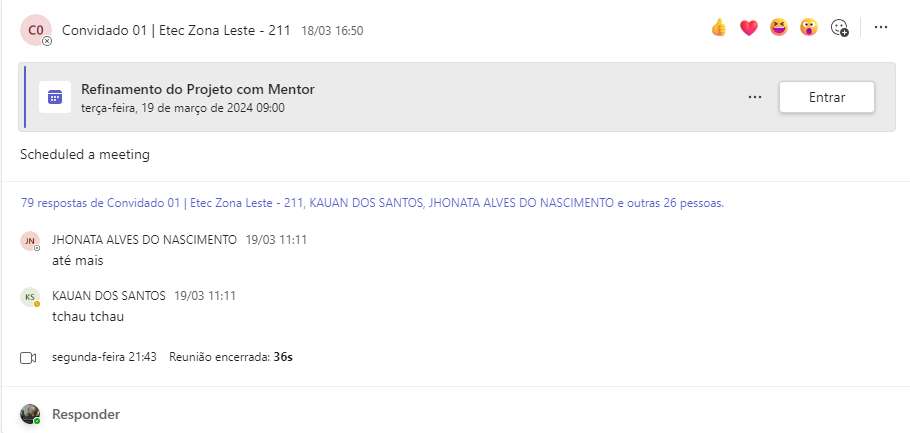 C0 Convidado 01 | Etec Zona Leste - 211 18/03 16:50
Refinamento do Projeto com Mentor
terça-feira, 19 de março de 2024 09:00
Entrar
Scheduled a meeting
79 respostas de Convidado 01 | Etec Zona Leste - 211, KAUAN DOS SANTOS, JHONATA ALVES DO NASCIMENTO e outras 26 pessoas.
JN JHONATA ALVES DO NASCIMENTO 19/03 11:11
até mais
KS KAUAN DOS SANTOS 19/03 11:11
tchau tchau
segunda-feira 21:43 Reunião encerrada: 36s
Responder